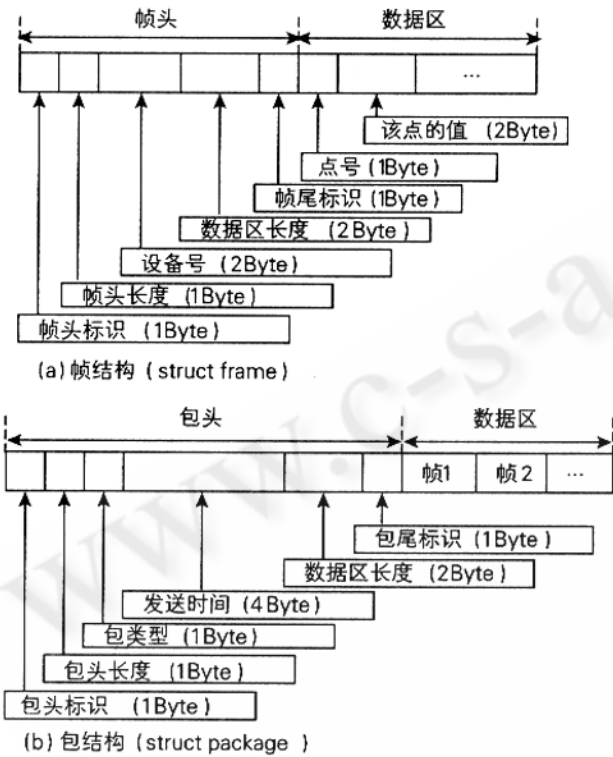 帧头 数据区
...
该点的值 (2Byte)
点号 (1Byte)
帧尾标识 (1Byte)
数据区长度 (2Byte)
设备号 (2Byte)
帧头长度 (1Byte)
帧头标识 (1Byte)
(a) 帧结构 ( struct frame )
包头 数据区
帧1 帧2 ...
包尾标识 (1Byte )
数据区长度 (2Byte)
发送时间 (4Byte)
包类型 (1Byte)
包头长度 (1Byte)
包头标识 (1Byte)
(b) 包结构 (struct package )
www.c-s-a